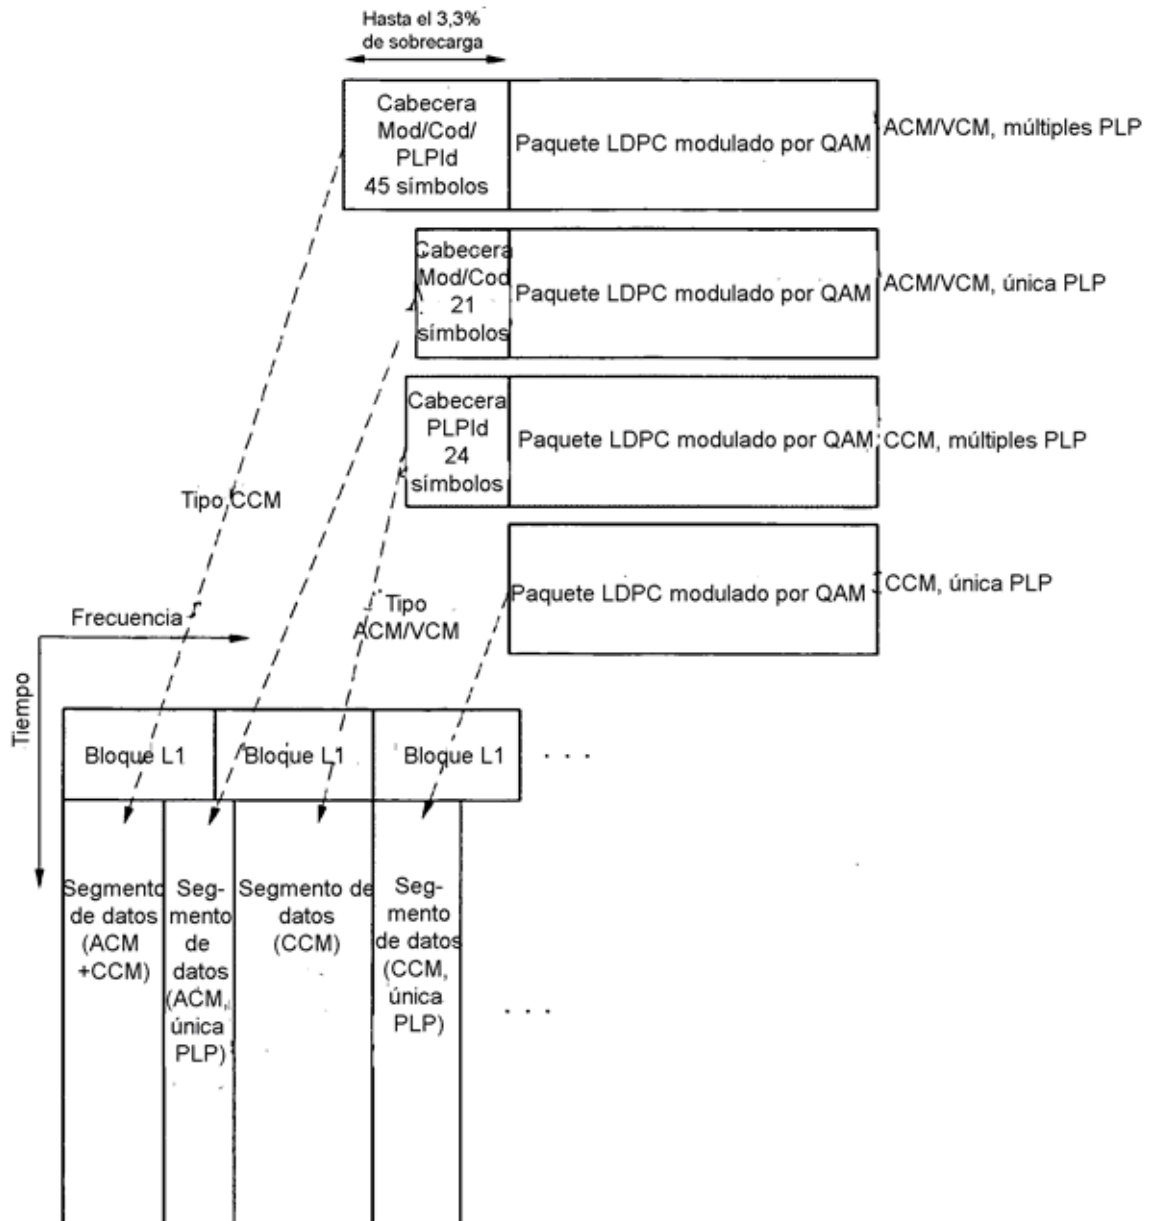 Hasta el 3,3%
de sobrecarga
Cabecera
Mod/Cod/
PLPId
45 símbolos
Paquete LDPC modulado por QAM
ACM/VCM, múltiples PLP
Cabecera
Mod/Cod
21
símbolos
Paquete LDPC modulado por QAM
ACM/VCM, única PLP
Cabecera
PLPId
24
símbolos
Paquete LDPC modulado por QAM
CCM, múltiples PLP
Tipo CCM
Paquete LDPC modulado por QAM
CCM, única PLP
Tipo
ACM/VCM
Frecuencia
Tiempo
Bloque L1
Bloque L1
Bloque L1
. . .
Segmento
de datos
(ACM
+CCM)
Seg-
mento
de
datos
(ACM,
única
PLP)
Segmento de
datos
(CCM)
Seg-
mento
de datos
(CCM,
única
PLP)
. . .